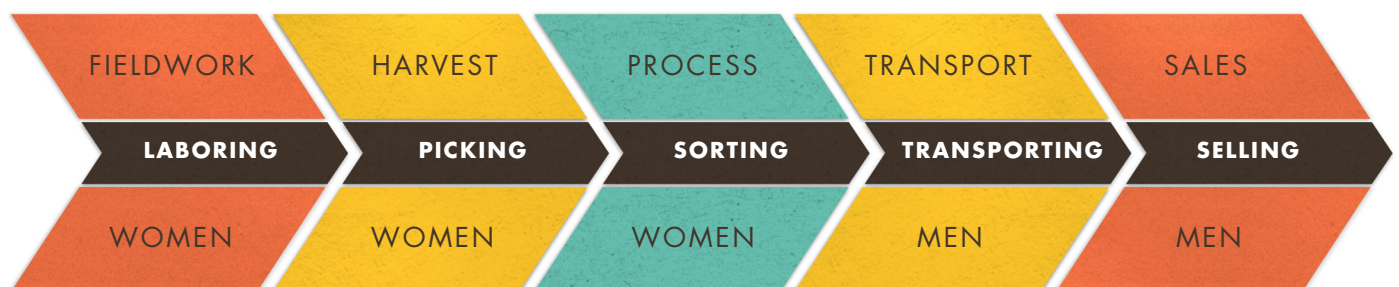 FIELDWORK HARVEST PROCESS TRANSPORT SALES
LABORING PICKING SORTING TRANSPORTING SELLING
WOMEN WOMEN WOMEN MEN MEN